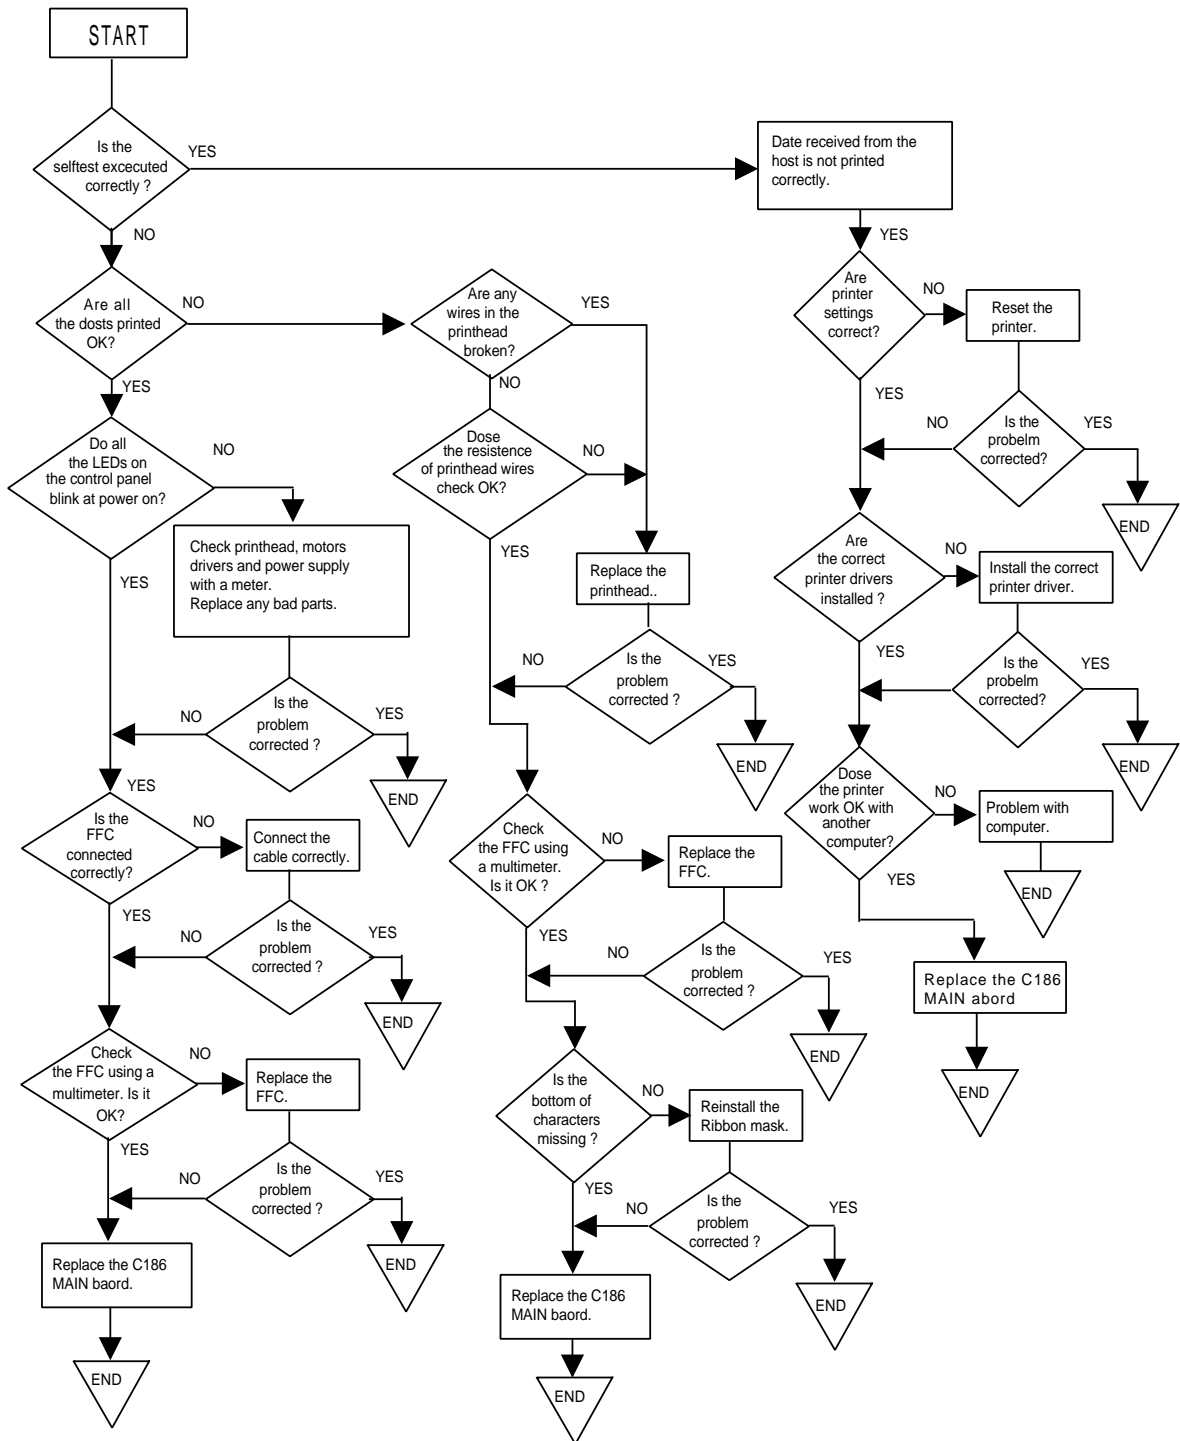 START
Is the
selftest excecuted
correctly ?
YES
NO
Date received from the
host is not printed
correctly.
YES
Are all
the dosts printed
OK?
NO
YES
Are any
wires in the
printhead
broken?
YES
NO
Are
printer
settings
correct?
NO
YES
Reset the
printer.
Is the
probelm
corrected?
NO
YES
END
Do all
the LEDs on
the control panel
blink at power on?
NO
YES
Check printhead, motors
drivers and power supply
with a meter.
Replace any bad parts.
Is the
problem
corrected ?
NO
YES
END
YES
Dose
the resistence
of printhead wires
check OK?
NO
YES
Replace the
printhead..
Is the
problem
corrected ?
NO
YES
END
Are
the correct
printer drivers
installed ?
NO
YES
Install the correct
printer driver.
Is the
probelm
corrected?
YES
END
Dose
the printer
work OK with
another
computer?
NO
YES
Problem with
computer.
END
Replace the C186
MAIN abord
END
Is the
FFC
connected
correctly?
NO
YES
Connect the
cable correctly.
Is the
problem
corrected ?
NO
YES
END
Check
the FFC using a
multimeter. Is it
OK?
NO
YES
Replace the
FFC.
Is the
problem
corrected ?
NO
YES
END
Replace the C186
MAIN baord.
END
Check
the FFC using
a multimeter.
Is it OK ?
NO
YES
Replace the
FFC.
Is the
problem
corrected ?
NO
YES
END
Is the
bottom of
characters
missing ?
NO
YES
Reinstall the
Ribbon mask.
Is the
problem
corrected ?
NO
YES
END
Replace the C186
MAIN baord.
END